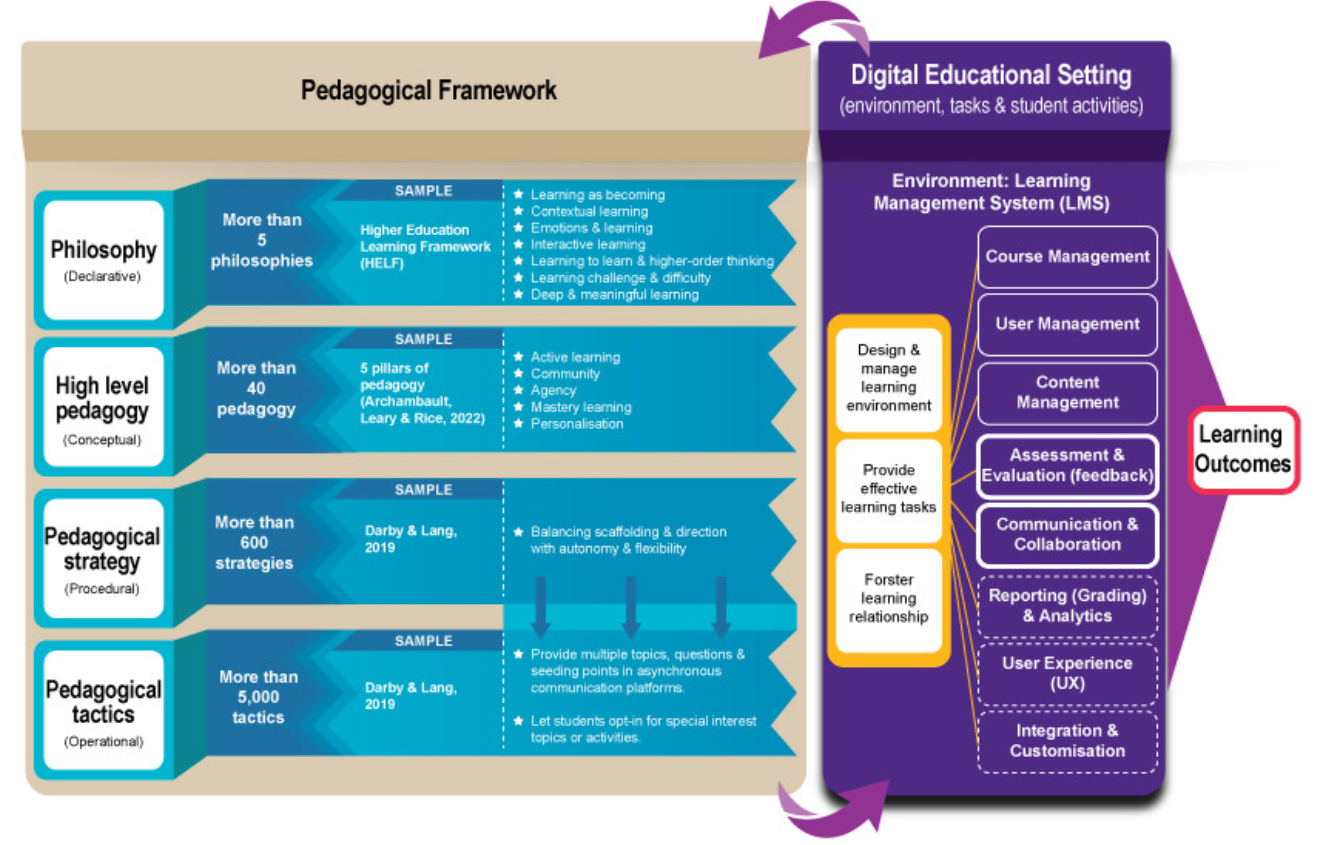 Pedagogical Framework
Philosophy
(Declarative)
More than
5
philosophies
SAMPLE
Higher Education
Learning Framework
(HELF)
★ Learning as becoming
★ Contextual learning
★ Emotions & learning
★ Interactive learning
★ Learning to learn & higher-order thinking
★ Learning challenge & difficulty
★ Deep & meaningful learning
High level
pedagogy
(Conceptual)
More than
40
pedagogy
SAMPLE
5 pillars of
pedagogy
(Archambault,
Leary & Rice, 2022)
★ Active learning
★ Community
★ Agency
★ Mastery learning
★ Personalisation
Pedagogical
strategy
(Procedural)
More than
600
strategies
SAMPLE
Darby & Lang,
2019
★ Balancing scaffolding & direction
with autonomy & flexibility
Pedagogical
tactics
(Operational)
More than
5,000
tactics
SAMPLE
Darby & Lang,
2019
★ Provide multiple topics, questions &
seeding points in asynchronous
communication platforms.
★ Let students opt-in for special interest
topics or activities.
Digital Educational Setting
(environment, tasks & student activities)
Environment: Learning
Management System (LMS)
Design &
manage
learning
environment
Provide
effective
learning tasks
Forster
learning
relationship
Course Management
User Management
Content
Management
Assessment &
Evaluation (feedback)
Communication &
Collaboration
Reporting (Grading)
& Analytics
User Experience
(UX)
Integration &
Customisation
Learning
Outcomes